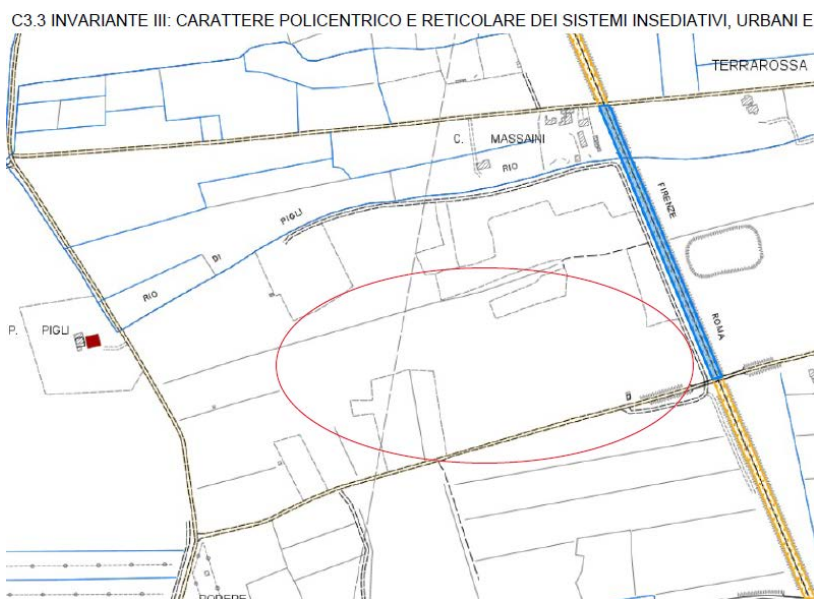 C3.3 INVARIANTE III: CARATTERE POLICENTRICO E RETICOLARE DEI SISTEMI INSEDIATIVI, URBANI E
TERRAROSSA
C. MASSAINI
RIO
FIRENZE
PIGLI
DI
RIO
P. PIGLI
ROMA
PODERE